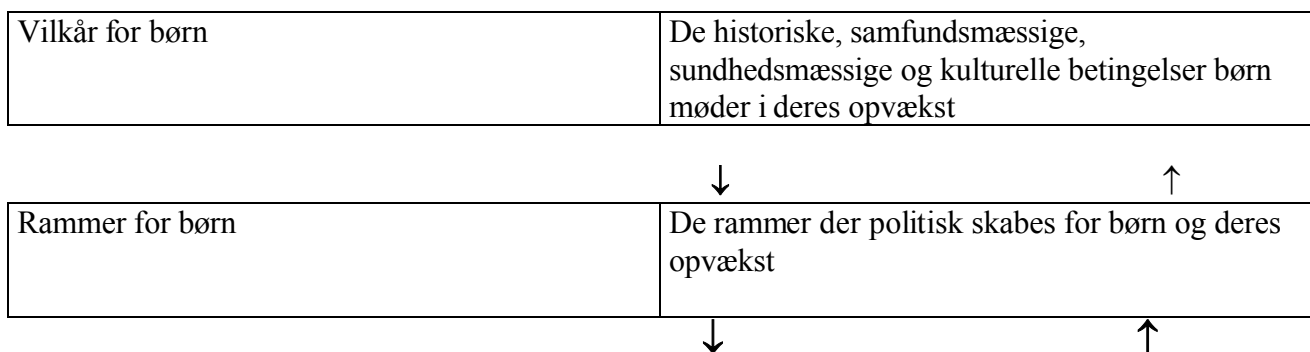 Vilkår for børn
De historiske, samfundsmæssige,
sundhedsmæssige og kulturelle betingelser børn
møder i deres opvækst
↓ ↑
Rammer for børn
De rammer der politisk skabes for børn og deres
opvækst
↓ ↑